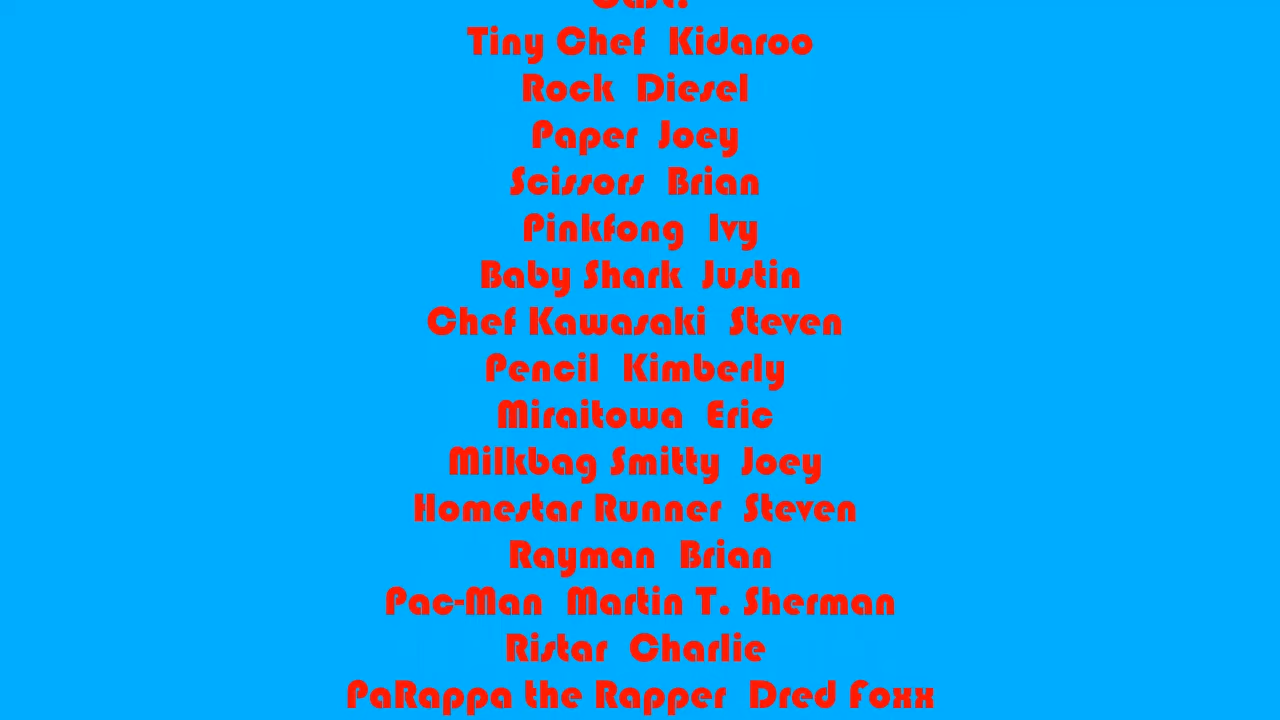 Cast:
Tiny Chef Kidaroo
Rock Diesel
Paper Joey
Scissors Brian
Pinkfong Ivy
Baby Shark Justin
Chef Kawasaki Steven
Pencil Kimberly
Miraitowa Eric
Milkbag Smitty Joey
Homestar Runner Steven
Rayman Brian
Pac-Man Martin T. Sherman
Ristar Charlie
PaRappa the Rapper Dred Foxx